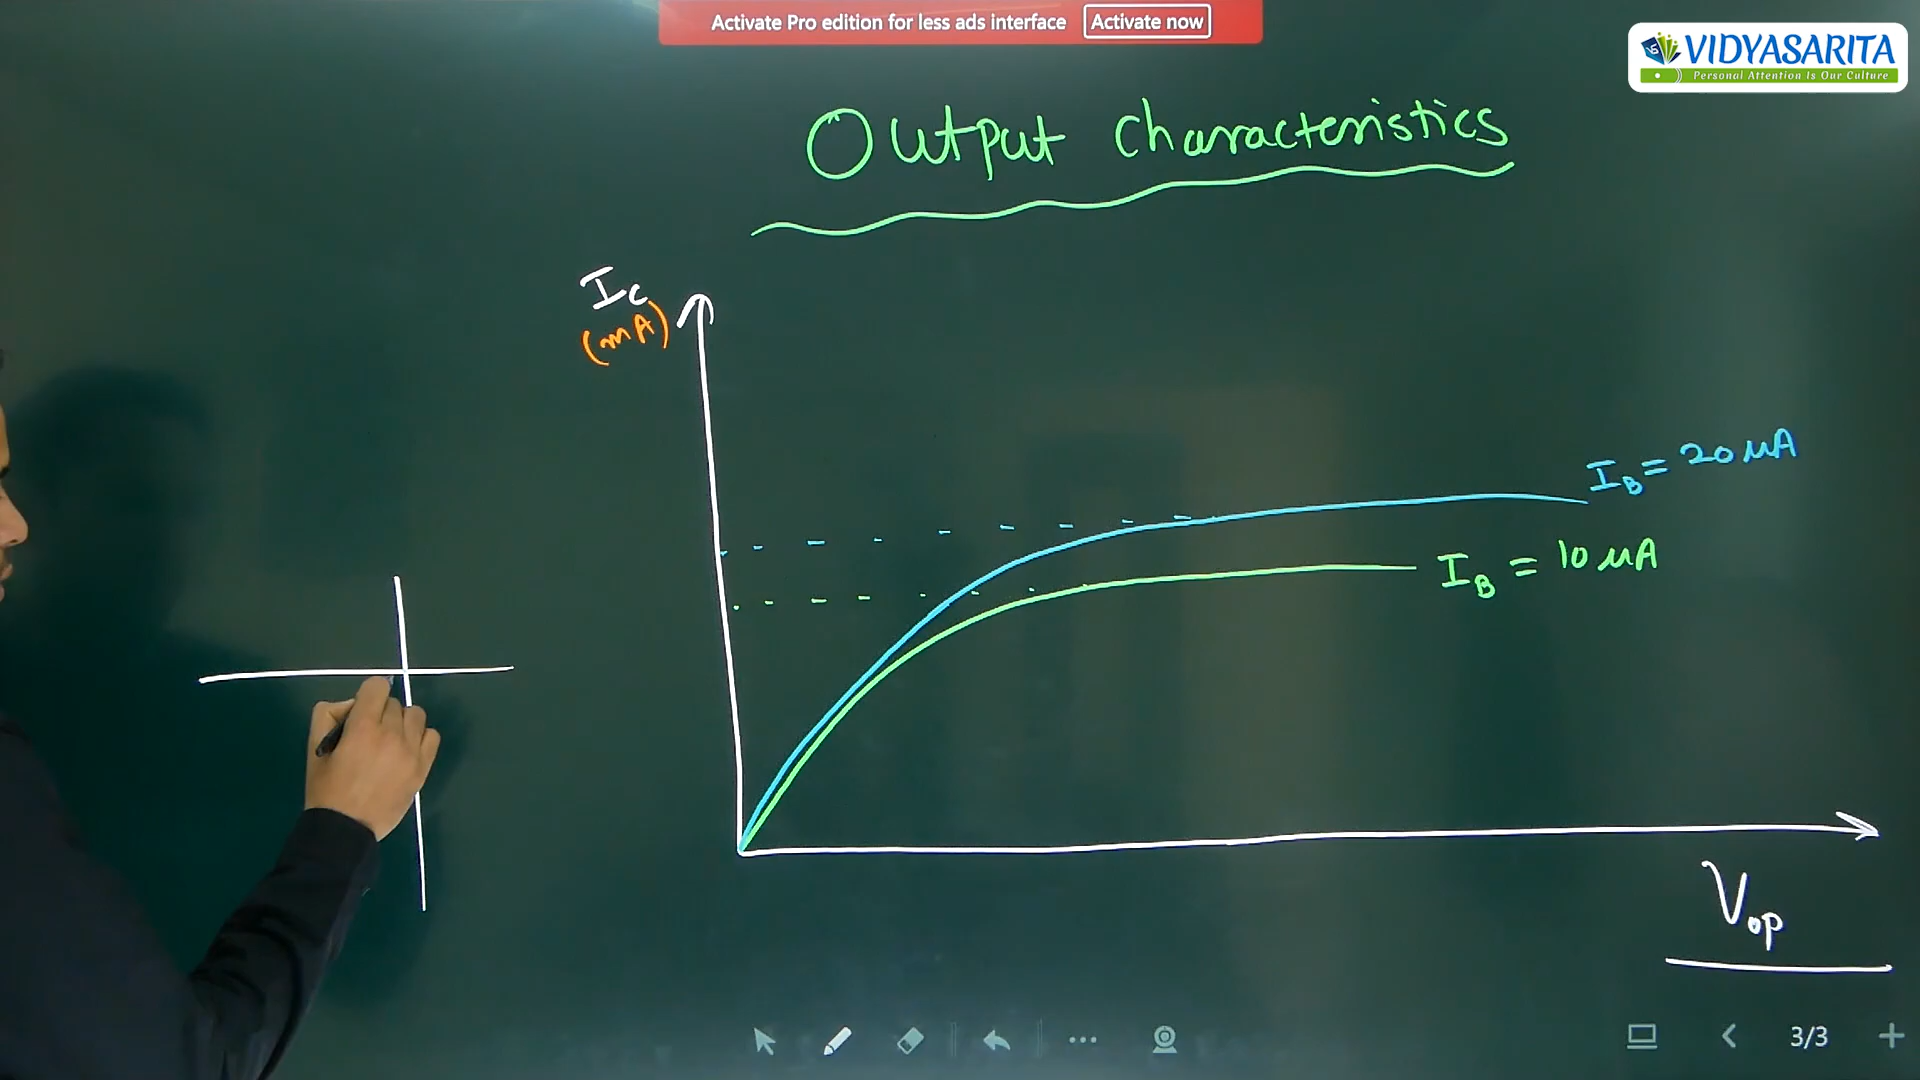 Activate Pro edition for less ads interface Activate now
VIDYASARITA
Personal Attention Is Our Culture
Output characteristics
IC
(mA)
IB = 20 μA
IB = 10 μA
Vop
3/3